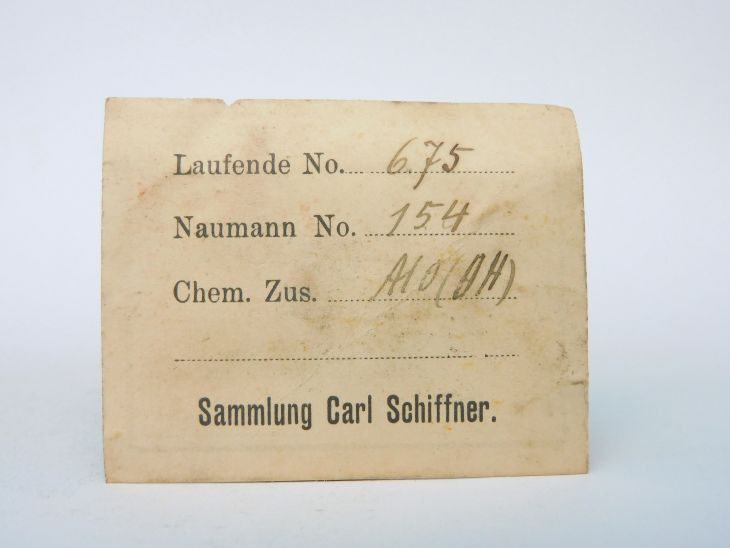 Laufende No. 675
Naumann No. 154
Chem. Zus. AlO(OH)
Sammlung Carl Schiffner.